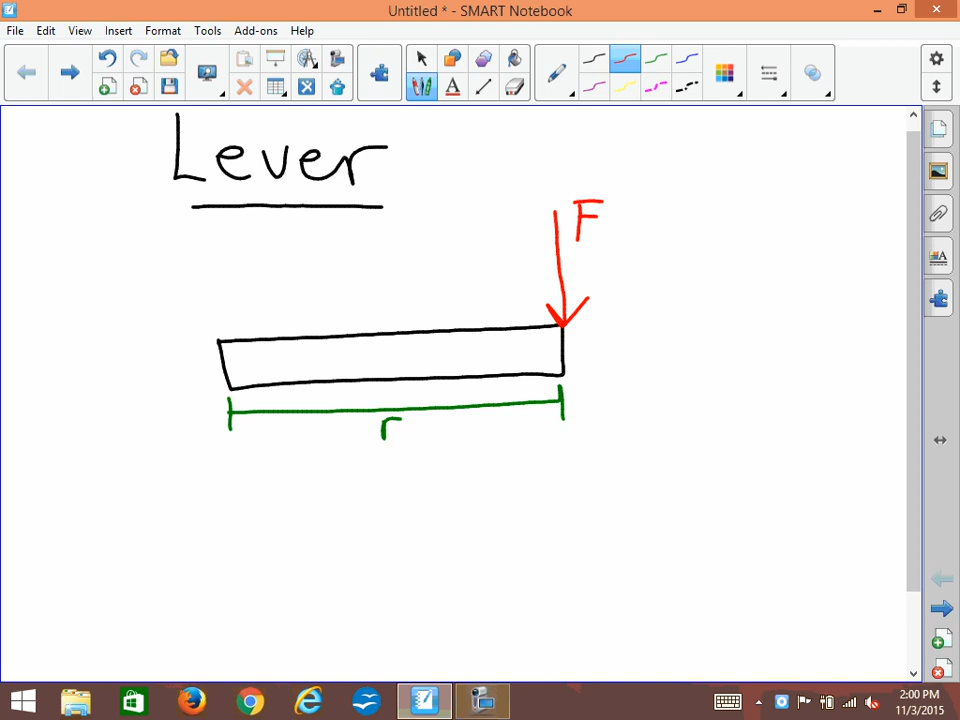 Untitled * - SMART Notebook
File Edit View Insert Format Tools Add-ons Help
Lever
F
r
2:00 PM
11/3/2015